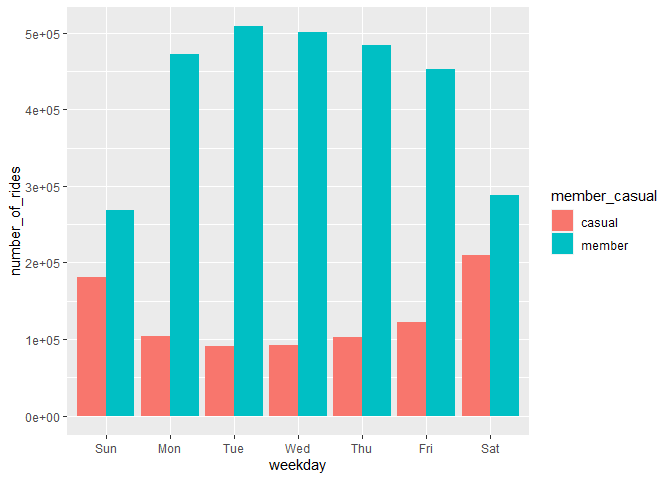 5e+05
4e+05
3e+05
2e+05
1e+05
0e+00
number_of_rides
Sun Mon Tue Wed Thu Fri Sat
weekday
member_casual
casual
member